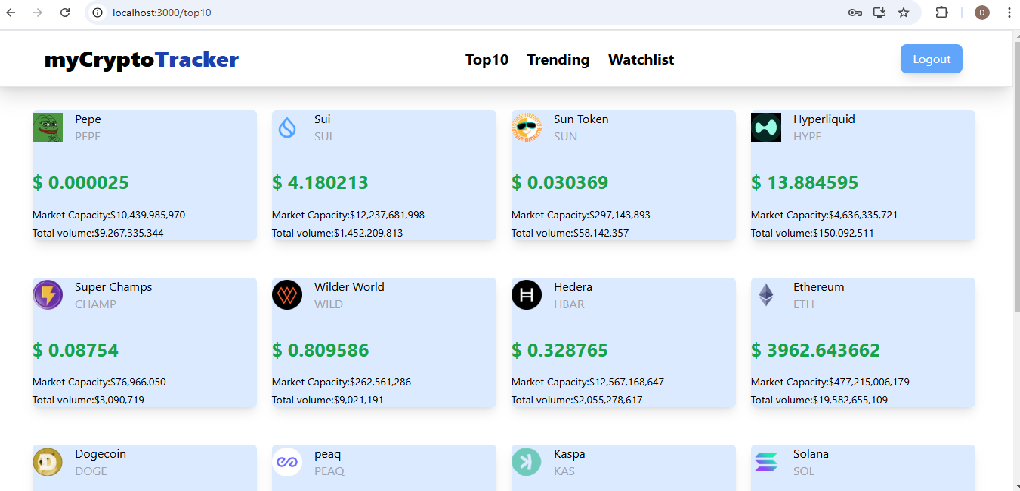 localhost:3000/top10
D
myCryptoTracker
Top10 Trending Watchlist
Logout
Pepe
PEPE
$ 0.000025
Market Capacity:$10,439,985,970
Total volume:$9,267,335,344
Sui
SUI
$ 4.180213
Market Capacity:$12,237,681,998
Total volume:$1,452,209,813
Sun Token
SUN
$ 0.030369
Market Capacity:$297,143,893
Total volume:$58,142,357
Hyperliquid
HYPE
$ 13.884595
Market Capacity:$4,636,335,721
Total volume:$150,092,511
Super Champs
CHAMP
$ 0.08754
Market Capacity:$76,966,050
Total volume:$3,090,719
Wilder World
WILD
$ 0.809586
Market Capacity:$262,561,286
Total volume:$9,021,191
Hedera
HBAR
$ 0.328765
Market Capacity:$12,567,168,647
Total volume:$2,055,278,617
Ethereum
ETH
$ 3962.643662
Market Capacity:$477,215,006,179
Total volume:$19,582,655,109
Dogecoin
DOGE
peaq
PEAQ
Kaspa
KAS
Solana
SOL